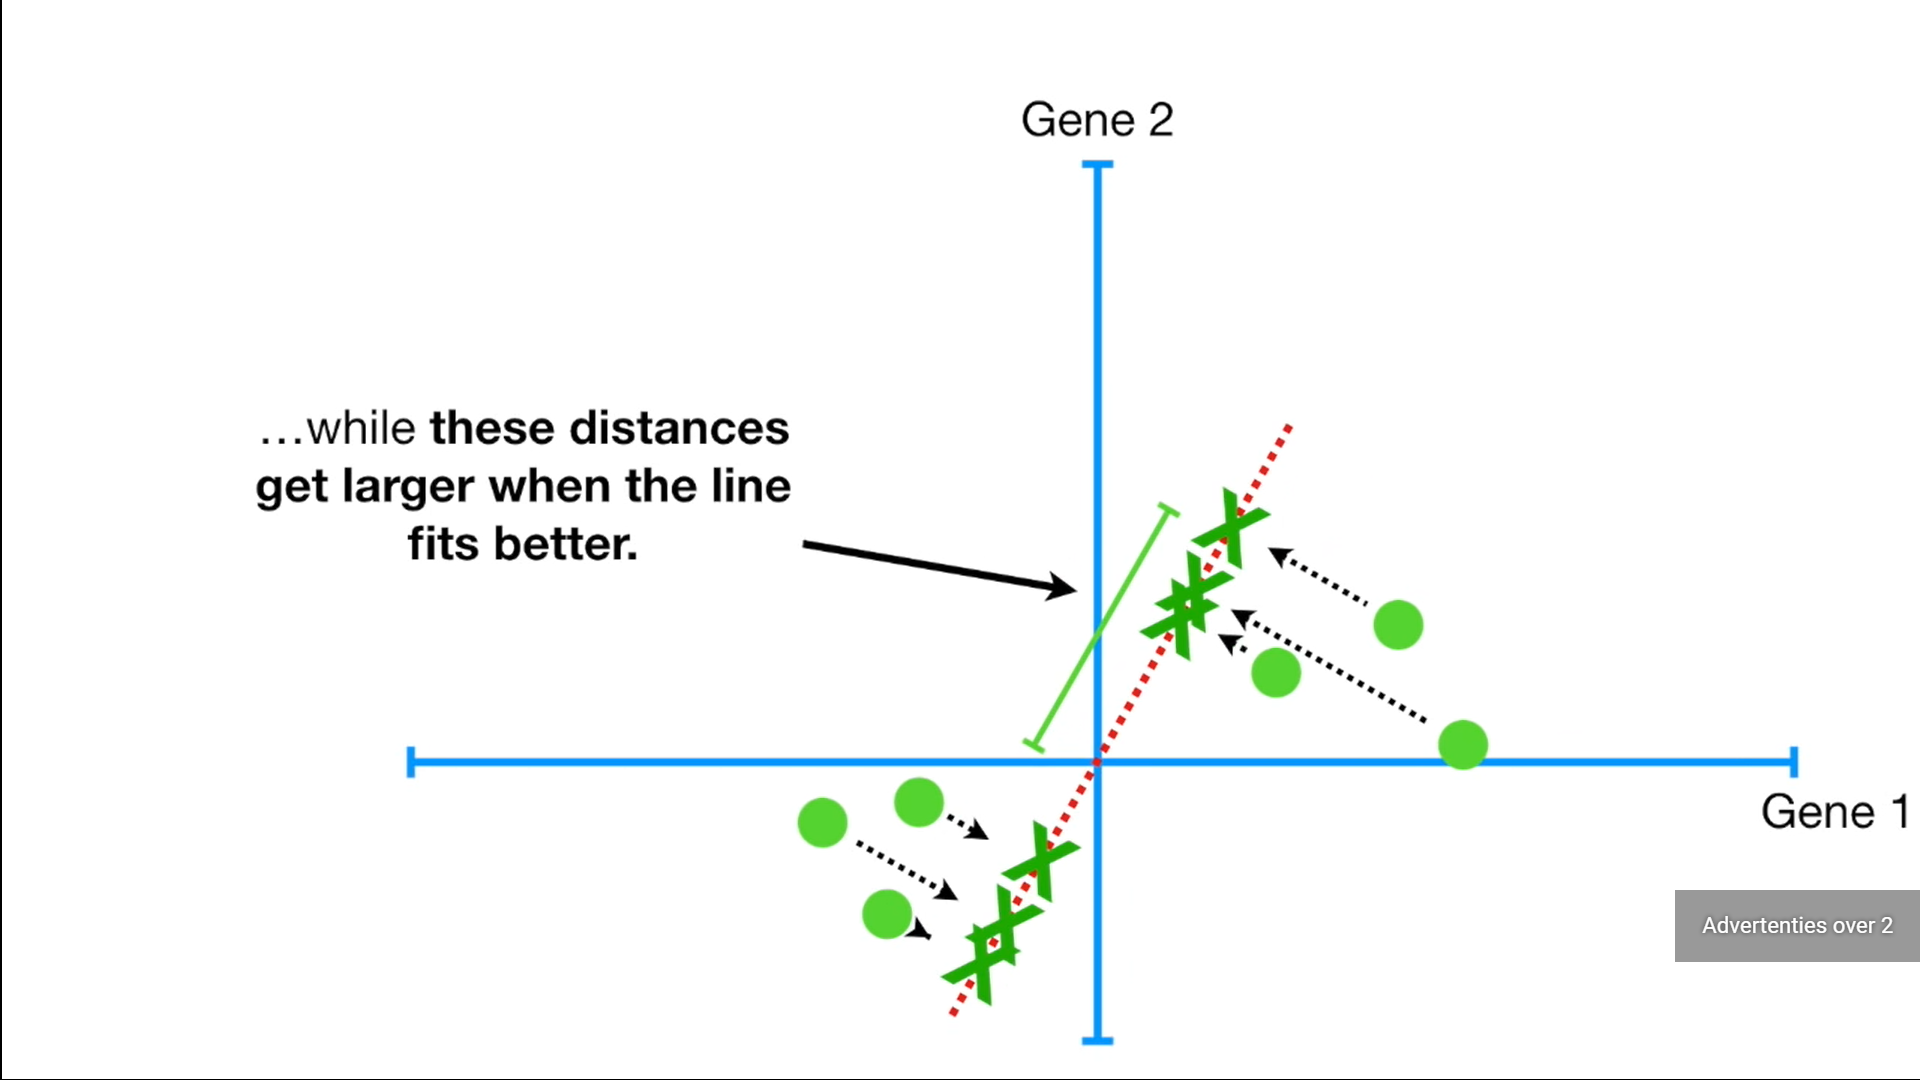 Gene 2
…while these distances
get larger when the line
fits better.
Gene 1
Advertenties over 2